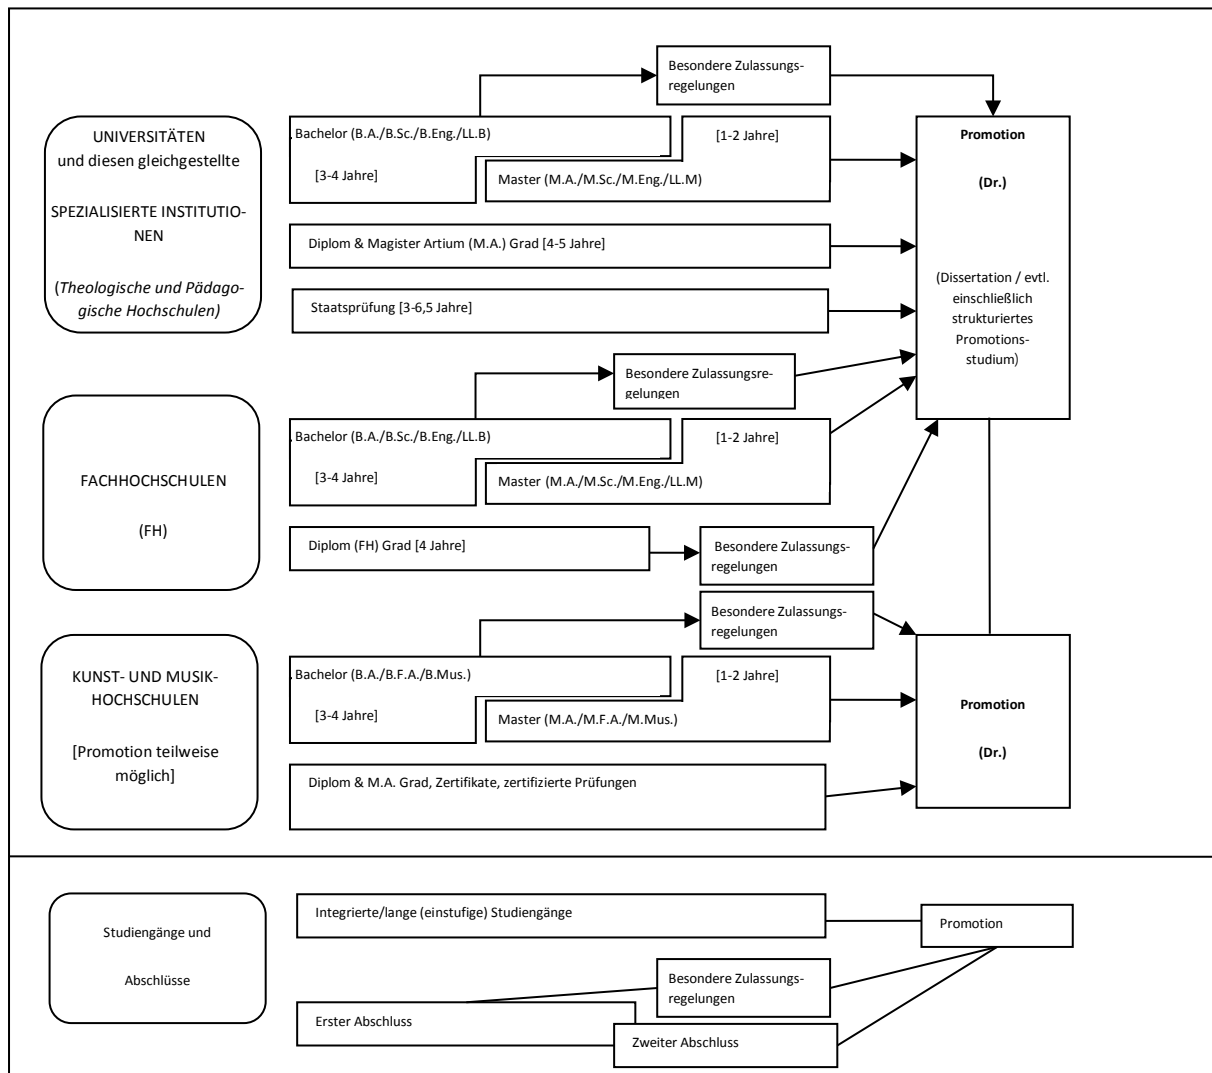 Besondere Zulassungs-
regelungen
UNIVERSITÄTEN
und diesen gleichgestellte
SPEZIALISIERTE INSTITUTIO-
NEN
(Theologische und Pädago-
gische Hochschulen)
Bachelor (B.A./B.Sc./B.Eng./LL.B)
[3-4 Jahre]
[1-2 Jahre]
Master (M.A./M.Sc./M.Eng./LL.M)
Diplom & Magister Artium (M.A.) Grad [4-5 Jahre]
Staatsprüfung [3-6,5 Jahre]
Promotion
(Dr.)
(Dissertation / evtl.
einschließlich
strukturiertes
Promotions-
studium)
Besondere Zulassungsre-
gelungen
FACHHOCHSCHULEN
(FH)
Bachelor (B.A./B.Sc./B.Eng./LL.B)
[3-4 Jahre]
[1-2 Jahre]
Master (M.A./M.Sc./M.Eng./LL.M)
Diplom (FH) Grad [4 Jahre]
Besondere Zulassungs-
regelungen
Besondere Zulassungs-
regelungen
KUNST- UND MUSIK-
HOCHSCHULEN
[Promotion teilweise
möglich]
Bachelor (B.A./B.F.A./B.Mus.)
[3-4 Jahre]
[1-2 Jahre]
Master (M.A./M.F.A./M.Mus.)
Diplom & M.A. Grad, Zertifikate, zertifizierte Prüfungen
Promotion
(Dr.)
Studiengänge und
Abschlüsse
Integrierte/lange (einstufige) Studiengänge
Promotion
Besondere Zulassungs-
regelungen
Erster Abschluss
Zweiter Abschluss